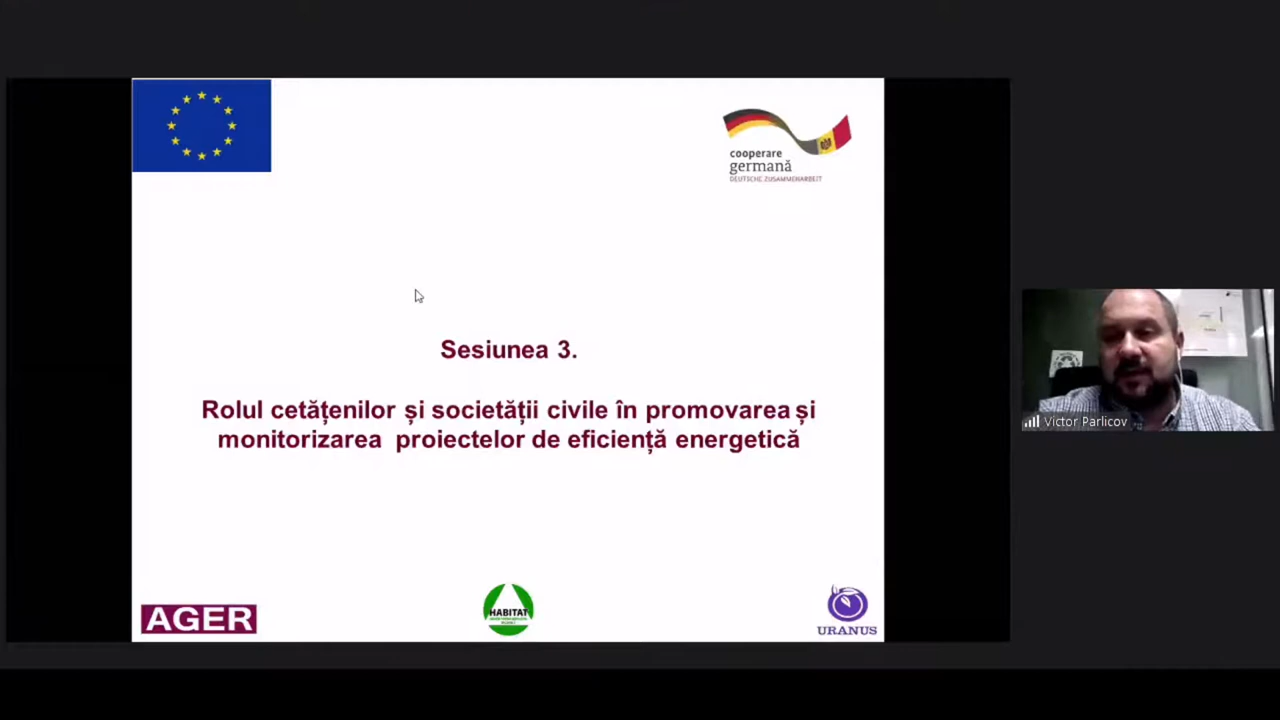 cooperare
germană
DEUTSCHE ZUSAMMENARBEIT
Sesiunea 3.
Rolul cetățenilor și societății civile în promovarea și
monitorizarea proiectelor de eficiență energetică
Victor Parlicov
AGER
HABITAT
URANUS